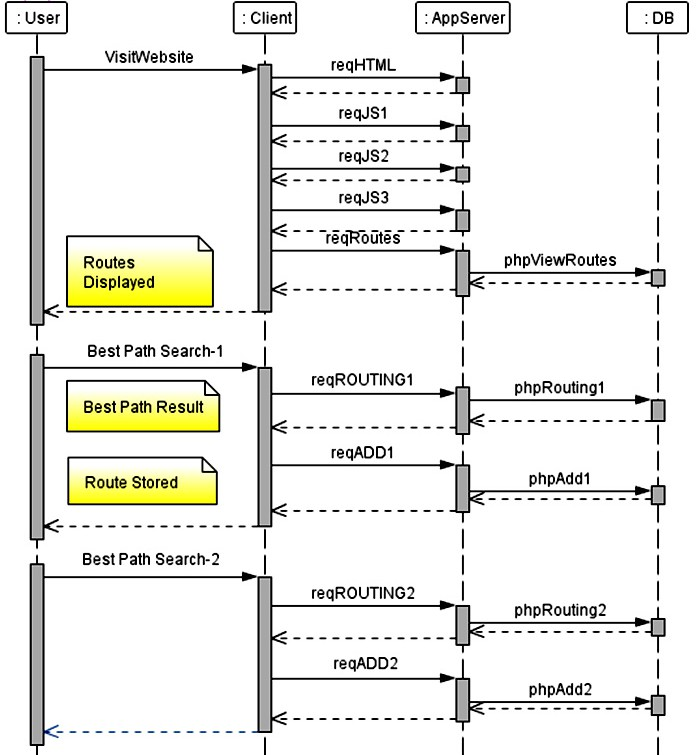 : User
: Client
: AppServer
: DB
VisitWebsite
reqHTML
reqJS1
reqJS2
reqJS3
reqRoutes
Routes
Displayed
phpViewRoutes
Best Path Search-1
reqROUTING1
phpRouting1
Best Path Result
reqADD1
phpAdd1
Route Stored
Best Path Search-2
reqROUTING2
phpRouting2
reqADD2
phpAdd2